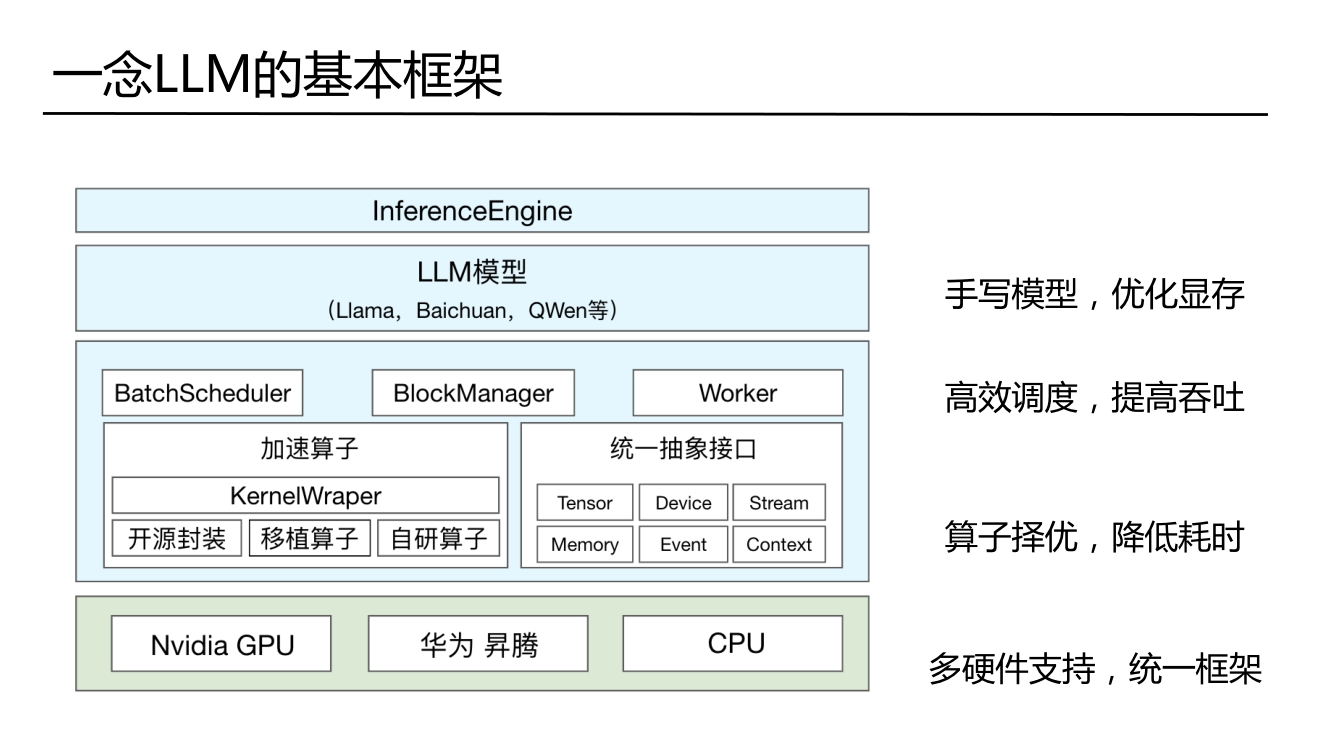 一念LLM的基本框架
InferenceEngine
LLM模型
（Llama，Baichuan，QWen等）
手写模型，优化显存
BatchScheduler
BlockManager
Worker
高效调度，提高吞吐
加速算子
KernelWraper
开源封装
移植算子
自研算子
统一抽象接口
Tensor
Device
Stream
Memory
Event
Context
算子择优，降低耗时
Nvidia GPU
华为 昇腾
CPU
多硬件支持，统一框架